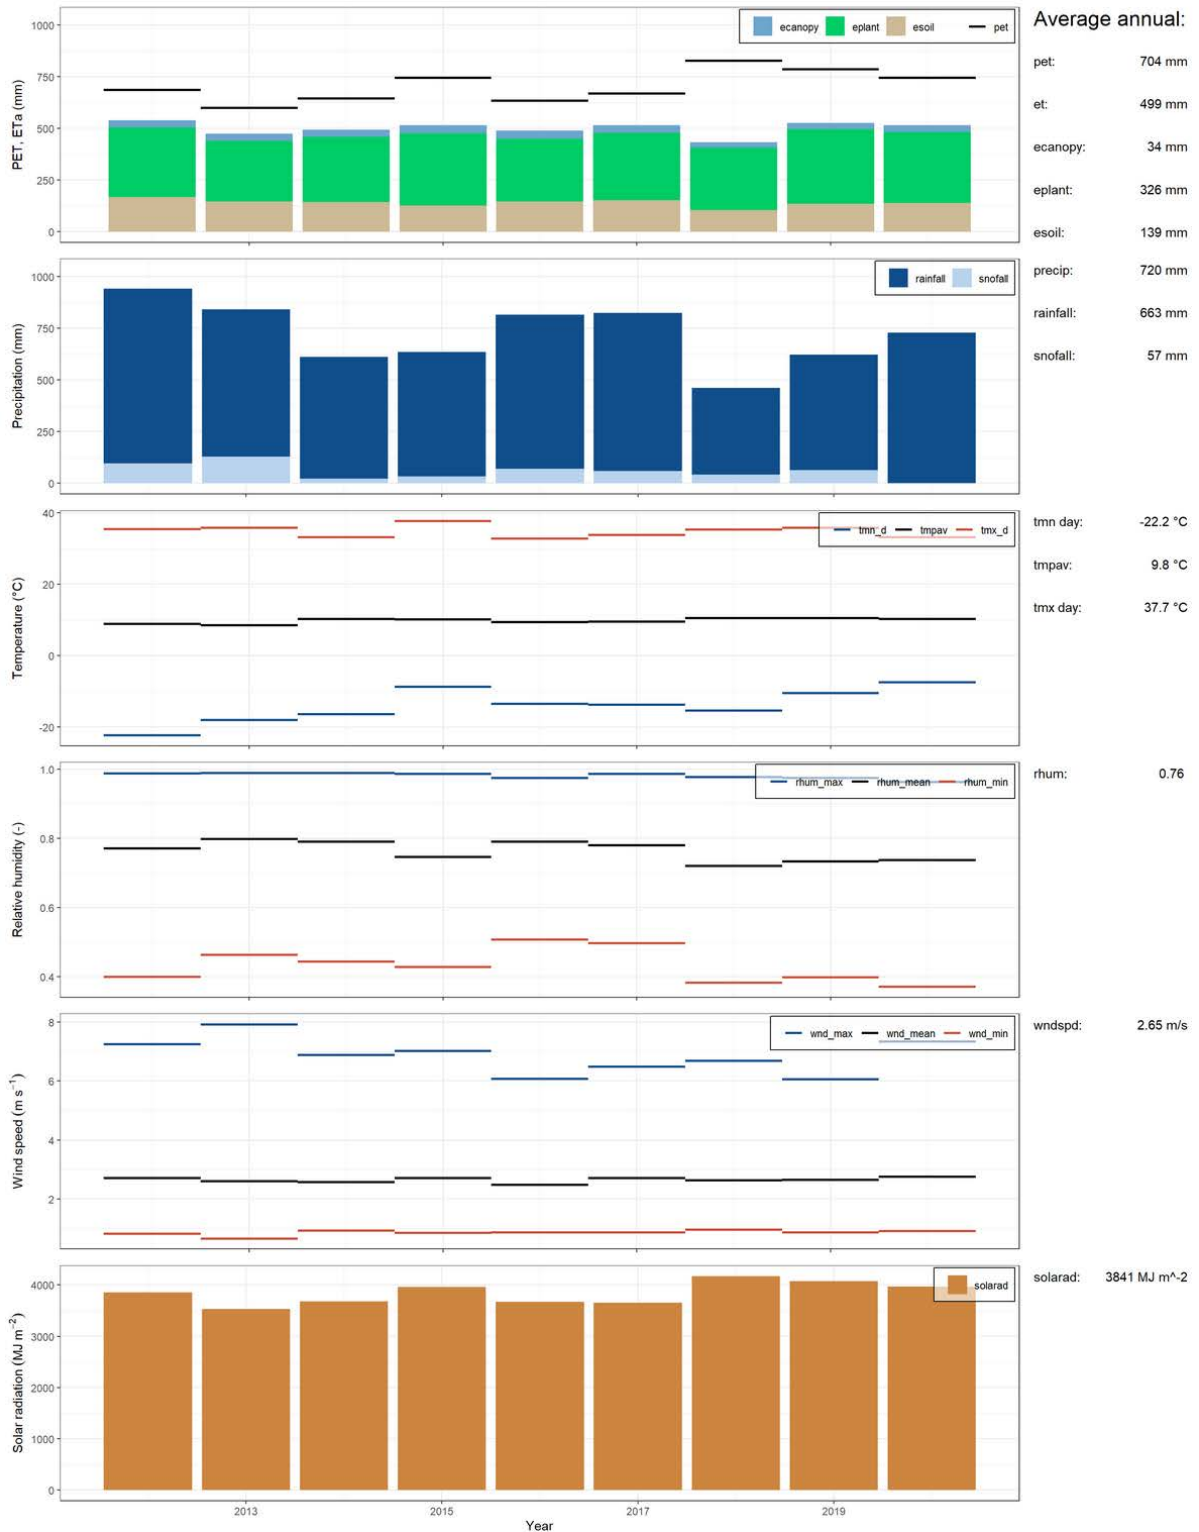 Average annual:
ecanopy eplant esoil pet
PET, ETa (mm)
1000
750
500
250
0
pet: 704 mm
et: 499 mm
ecanopy: 34 mm
eplant: 326 mm
esoil: 139 mm
rainfall snofall
Precipitation (mm)
1000
750
500
250
0
precip: 720 mm
rainfall: 663 mm
snofall: 57 mm
tmn_d tmpav tmx_d
Temperature (°C)
40
20
0
-20
tmn day: -22.2 °C
tmpav: 9.8 °C
tmx day: 37.7 °C
rhum_max rhum_mean rhum_min
Relative humidity (-)
1.0
0.8
0.6
0.4
rhum: 0.76
wnd_max wnd_mean wnd_min
Wind speed (m s⁻¹)
8
6
4
2
wndspd: 2.65 m/s
solarad
Solar radiation (MJ m⁻²)
4000
3000
2000
1000
0
solarad: 3841 MJ m^-2
2013 2015 2017 2019
Year